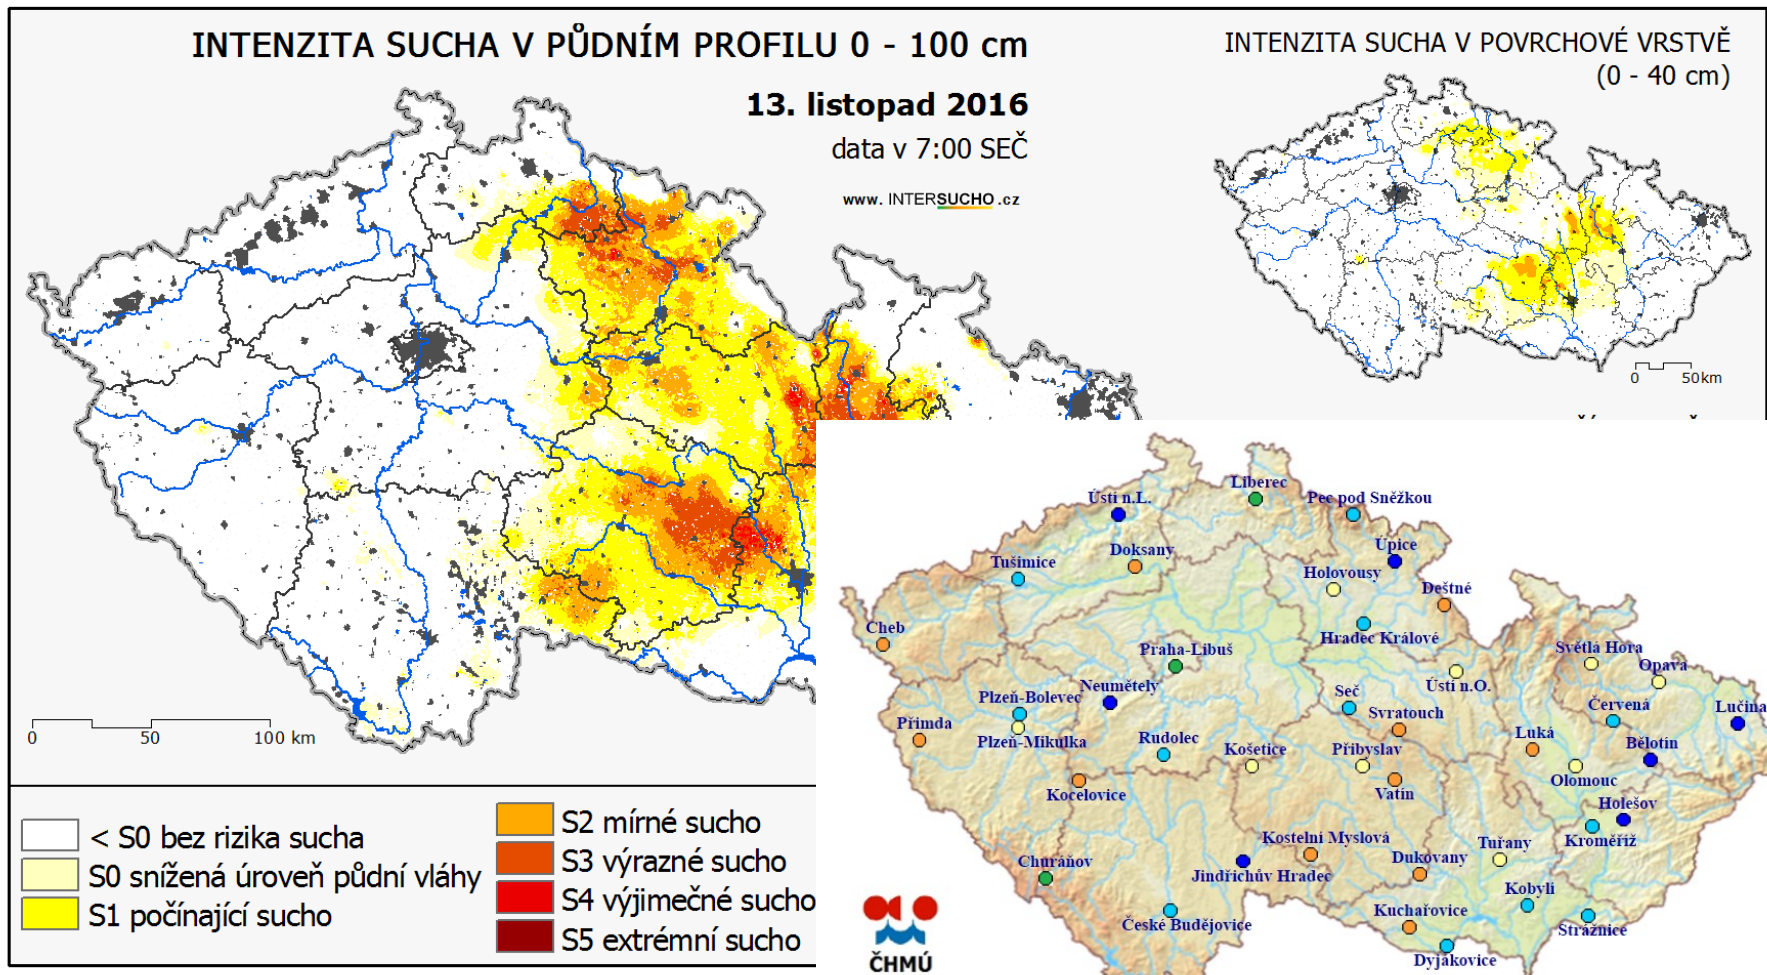 INTENZITA SUCHA V PŮDNÍM PROFILU 0 - 100 cm
13. listopad 2016
data v 7:00 SEČ
www. INTERSUCHO .cz
INTENZITA SUCHA V POVRCHOVÉ VRSTVĚ
(0 - 40 cm)
0 50km
0 50 100 km
< S0 bez rizika sucha
S0 snížená úroveň půdní vláhy
S1 počínající sucho
S2 mírné sucho
S3 výrazné sucho
S4 výjimečné sucho
S5 extrémní sucho
Liberec
Ústí n.L.
Pec pod Sněžkou
Úpice
Doksany
Tušimice
Holovousy
Deštné
Cheb
Hradec Králové
Praha-Libuš
Světlá Hora
Opava
Ústí n.O.
Neumětely
Plzeň-Bolevec
Seč
Svratouch
Červená
Lučina
Přimda
Plzeň-Mikulka
Rudolec
Košetice
Přibyslav
Luká
Bělotín
Olomouc
Kocelovice
Vatín
Holešov
Kroměříž
Kostelní Myslová
Tuřany
Churáňov
Jindřichův Hradec
Dukovany
Kobylí
České Budějovice
Kuchařovice
Strážnice
Dyjákovice
ČHMÚ